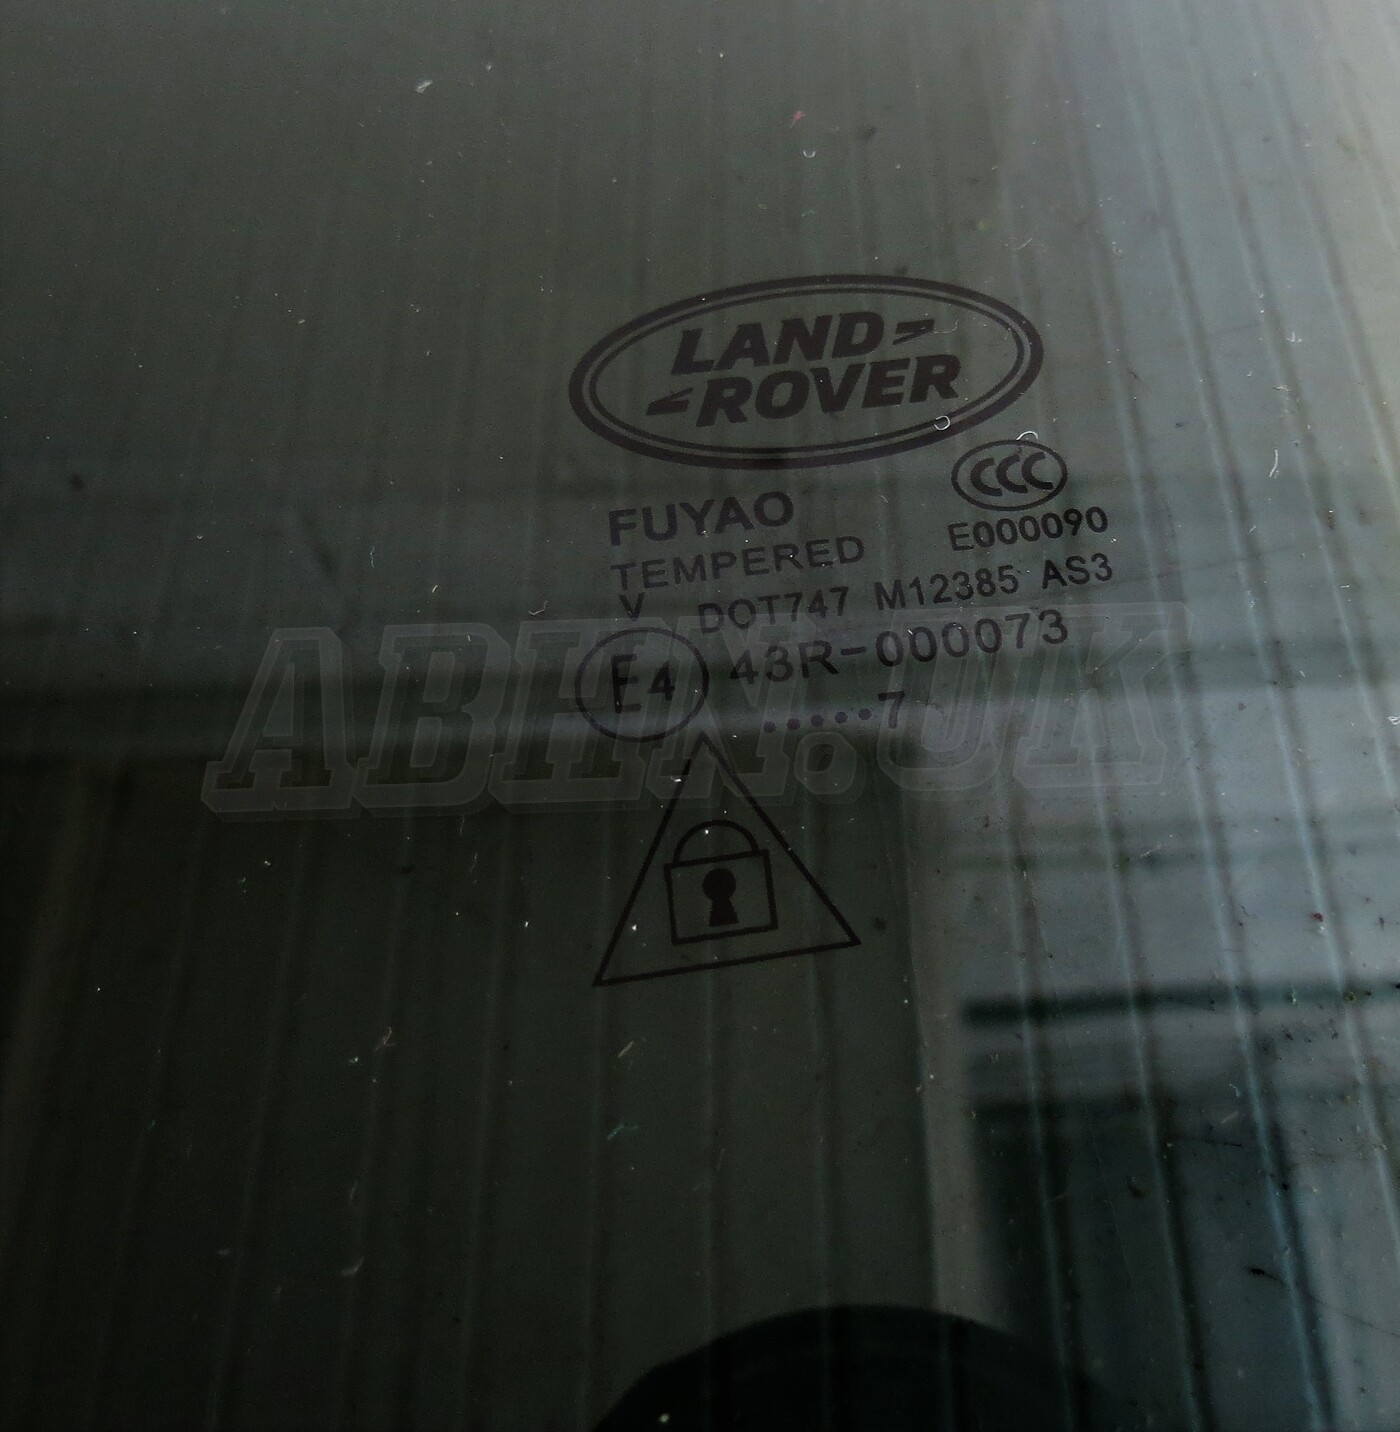 LAND
ROVER
CCC
FUYAO
E000090
TEMPERED
V DOT747 M12385 AS3
E4 43R-000073
.....7
ABHN.UK